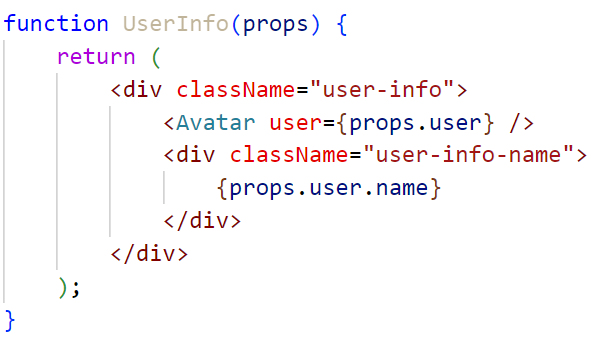 function UserInfo(props) {
    return (
        <div className="user-info">
            <Avatar user={props.user} />
            <div className="user-info-name">
                {props.user.name}
            </div>
        </div>
    );
}